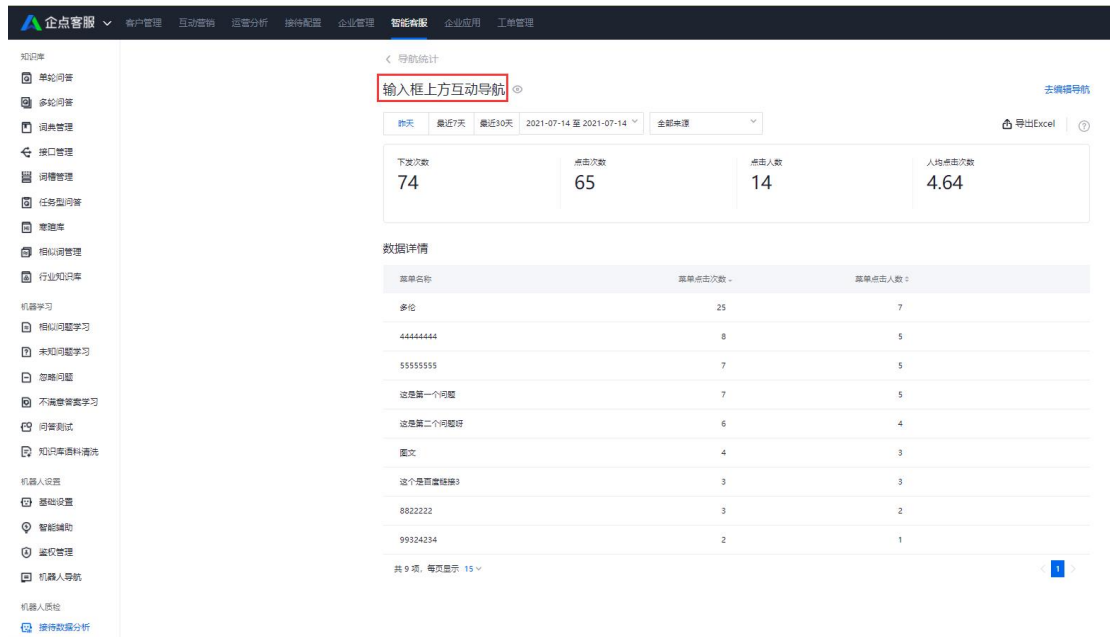 企点客服 客户管理 互动营销 运营分析 接待配置 企业管理 智能客服 企业应用 工单管理
知识库
单轮问答
多轮问答
词典管理
接口管理
词槽管理
任务型问答
寒暄库
相似词管理
行业知识库
机器学习
相似问题学习
未知问题学习
忽略问题
不满意答案学习
问答测试
知识库语料清洗
机器人设置
基础设置
智能辅助
鉴权管理
机器人导航
机器人质检
接待数据分析
导航统计
输入框上方互动导航 去编辑导航
昨天 最近7天 最近30天 2021-07-14 至 2021-07-14 全部来源 导出Excel
下发次数 点击次数 点击人数 人均点击次数
74 65 14 4.64
数据详情
菜单名称 菜单点击次数 菜单点击人数
多伦 25 7
44444444 8 5
55555555 7 5
这是第一个问题 7 5
这是第二个问题呀 6 4
图文 4 3
这个是百度链接3 3 3
8822222 3 2
99324234 2 1
共 9 项，每页显示 15 1